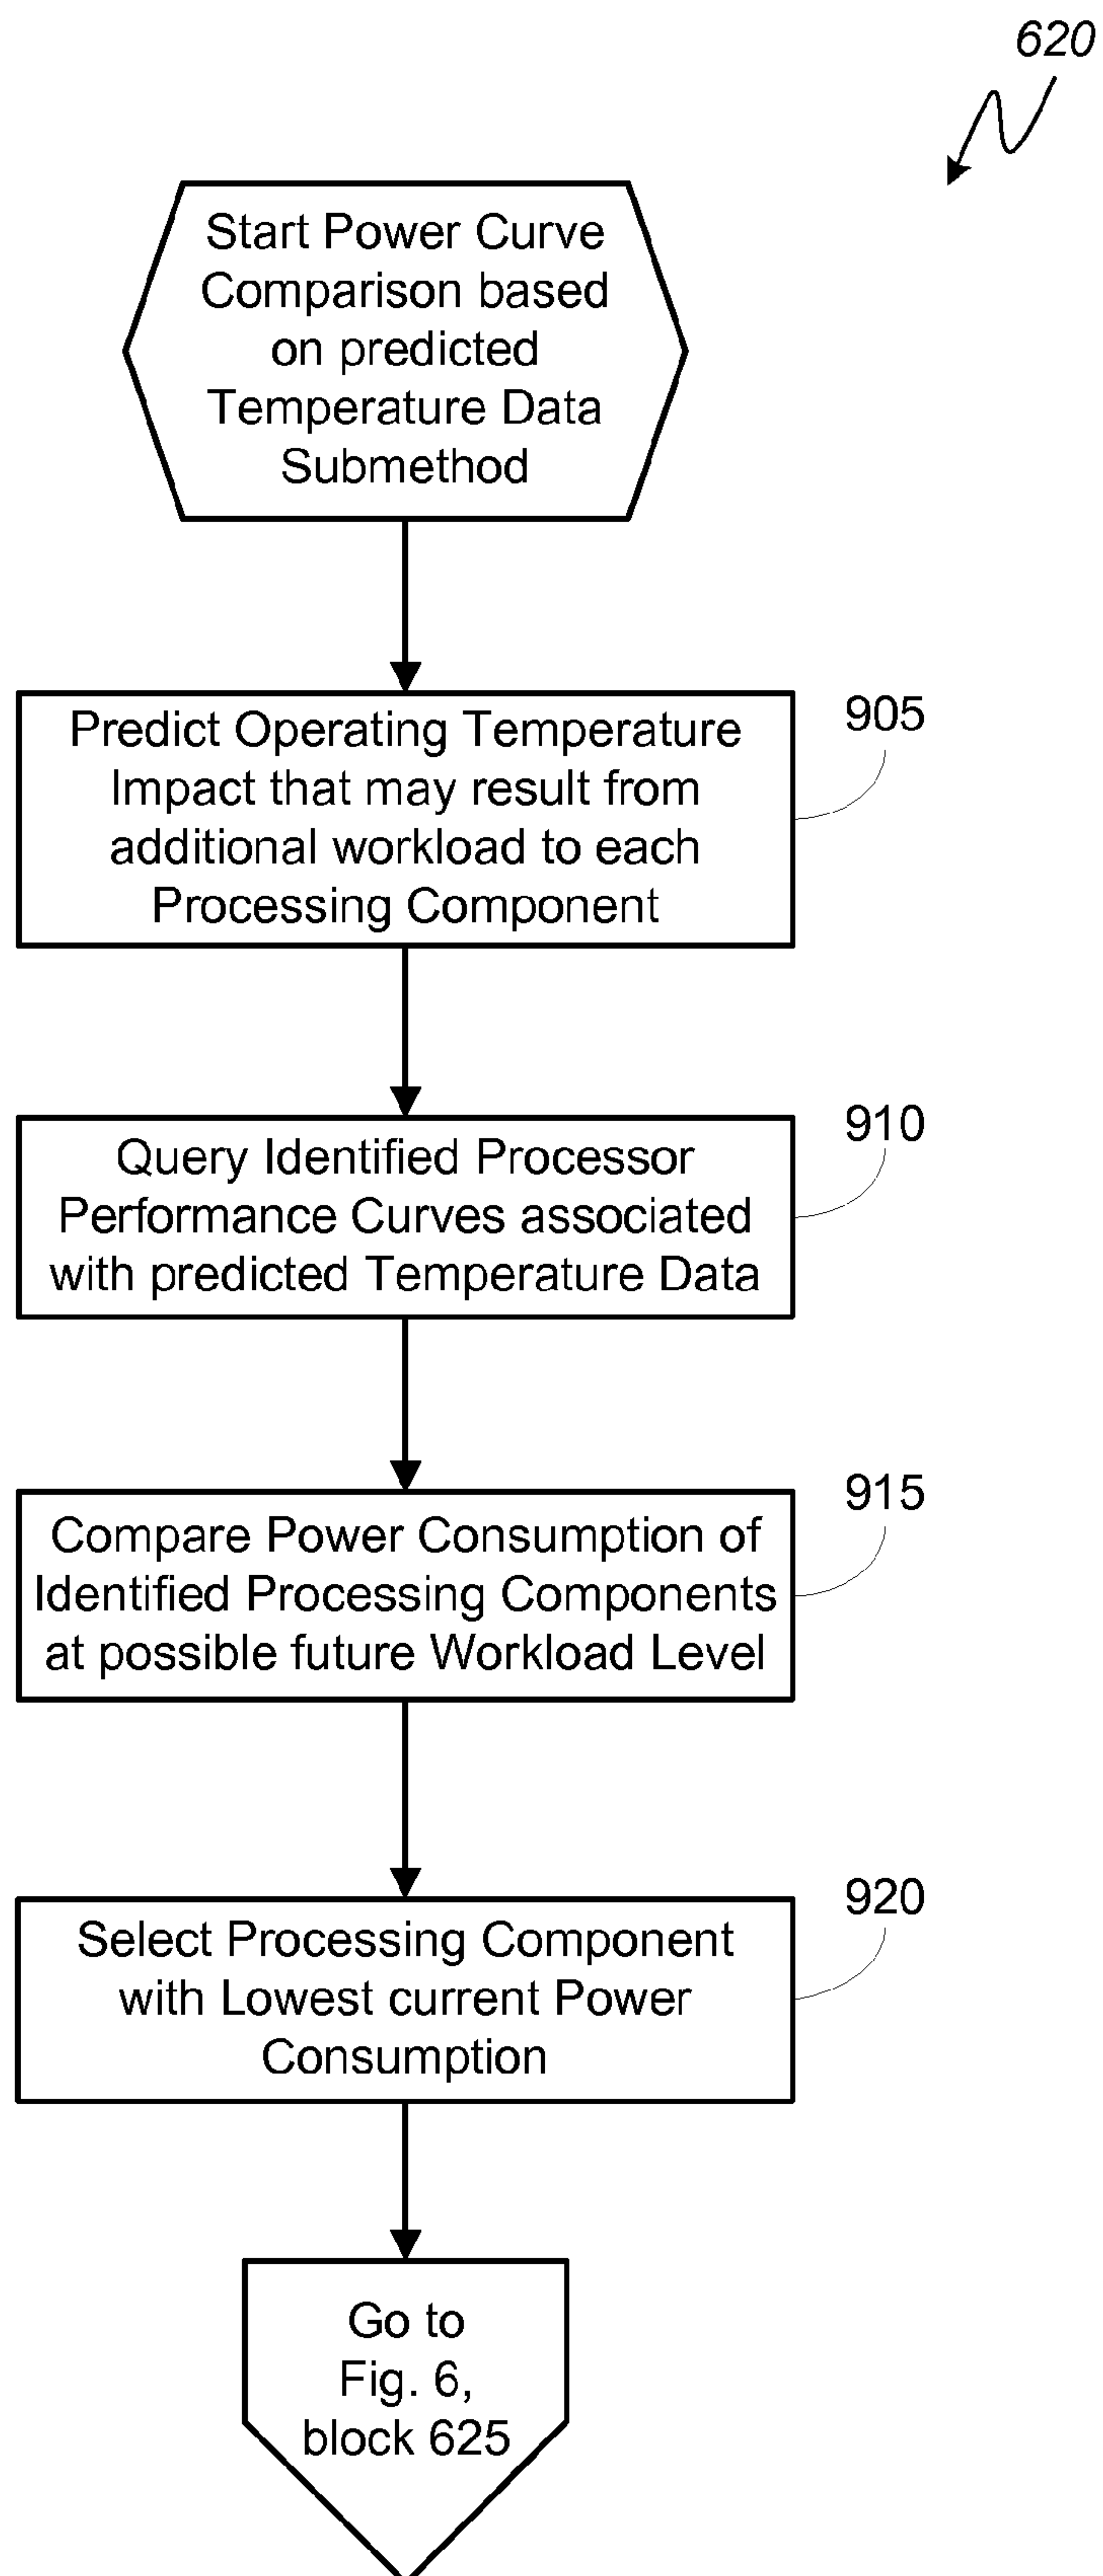 620
Start Power Curve
Comparison based
on predicted
Temperature Data
Submethod
905
Predict Operating Temperature
Impact that may result from
additional workload to each
Processing Component
910
Query Identified Processor
Performance Curves associated
with predicted Temperature Data
915
Compare Power Consumption of
Identified Processing Components
at possible future Workload Level
920
Select Processing Component
with Lowest current Power
Consumption
Go to
Fig. 6,
block 625